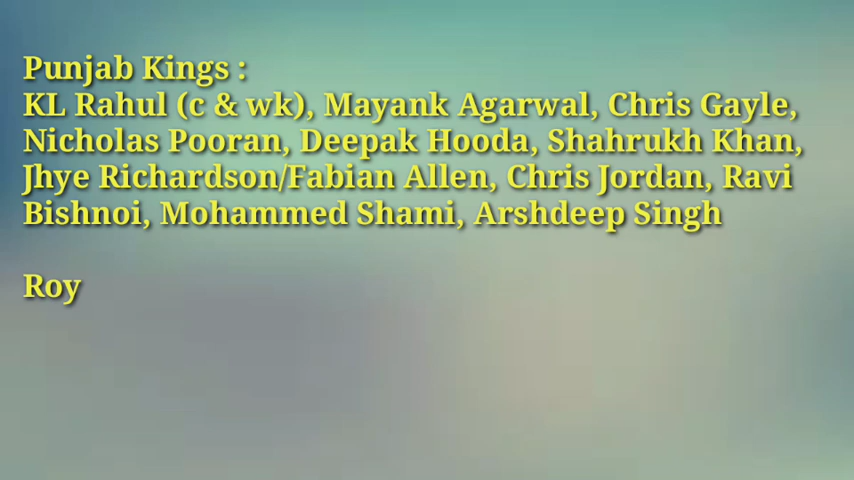 Punjab Kings :
KL Rahul (c & wk), Mayank Agarwal, Chris Gayle,
Nicholas Pooran, Deepak Hooda, Shahrukh Khan,
Jhye Richardson/Fabian Allen, Chris Jordan, Ravi
Bishnoi, Mohammed Shami, Arshdeep Singh
Roy